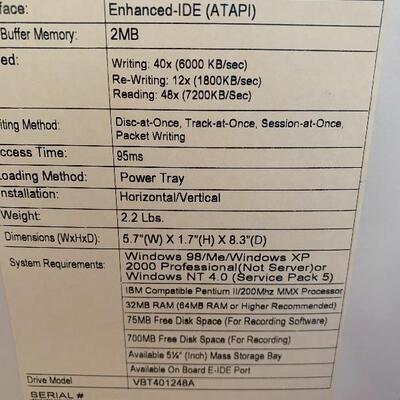 face: Enhanced-IDE (ATAPI)
Buffer Memory: 2MB
ed: Writing: 40x (6000 KB/sec)
Re-Writing: 12x (1800KB/sec)
Reading: 48x (7200KB/Sec)
iting Method: Disc-at-Once, Track-at-Once, Session-at-Once,
Packet Writing
ccess Time: 95ms
oading Method: Power Tray
nstallation: Horizontal/Vertical
Weight: 2.2 Lbs.
Dimensions (WxHxD): 5.7"(W) X 1.7"(H) X 8.3"(D)
System Requirements: Windows 98/Me/Windows XP
2000 Professional(Not Server)or
Windows NT 4.0 (Service Pack 5)
IBM Compatible Pentium II/200Mhz MMX Processor
32MB RAM (64MB RAM or Higher Recommended)
75MB Free Disk Space (For Recording Software)
700MB Free Disk Space (For Recording)
Available 5¼" (Inch) Mass Storage Bay
Available On Board E-IDE Port
Drive Model VBT401248A
SERIAL #